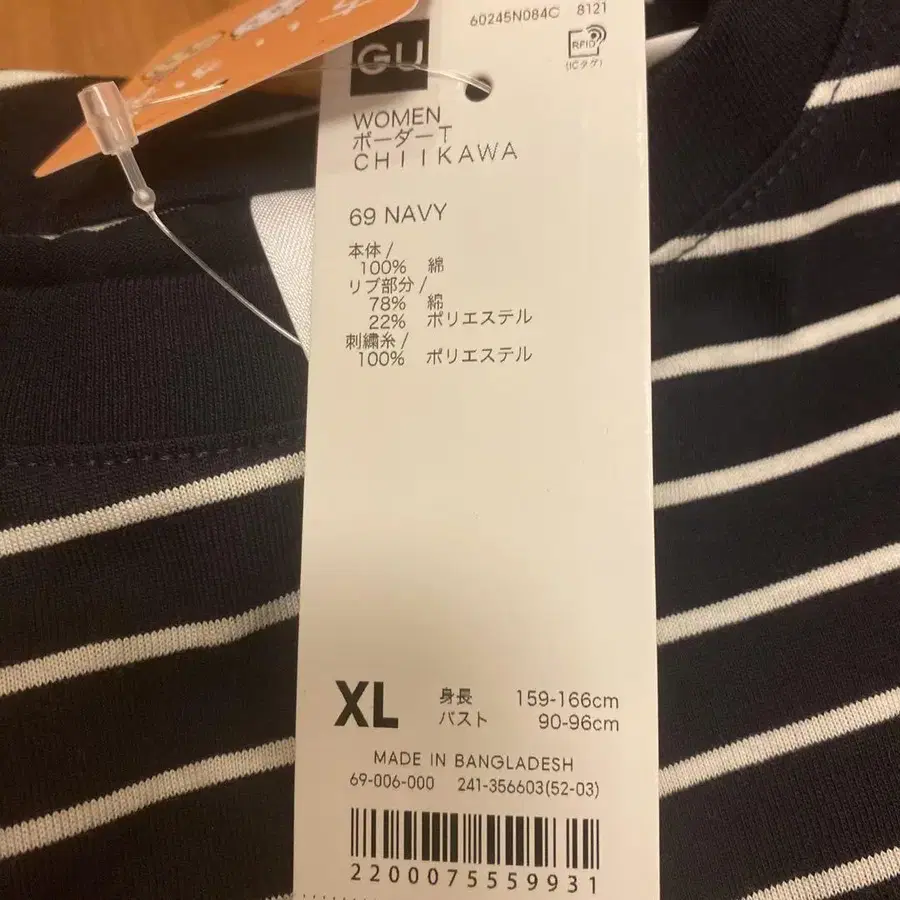 60245N084C 8121
GU
RFID
(ICタグ)
WOMEN
ボーダーT
CHIIKAWA
69 NAVY
本体/
100% 綿
リブ部分/
78% 綿
22% ポリエステル
刺繍糸/
100% ポリエステル
XL 身長 159-166cm
バスト 90-96cm
MADE IN BANGLADESH
69-006-000 241-356603(52-03)
2200075559931